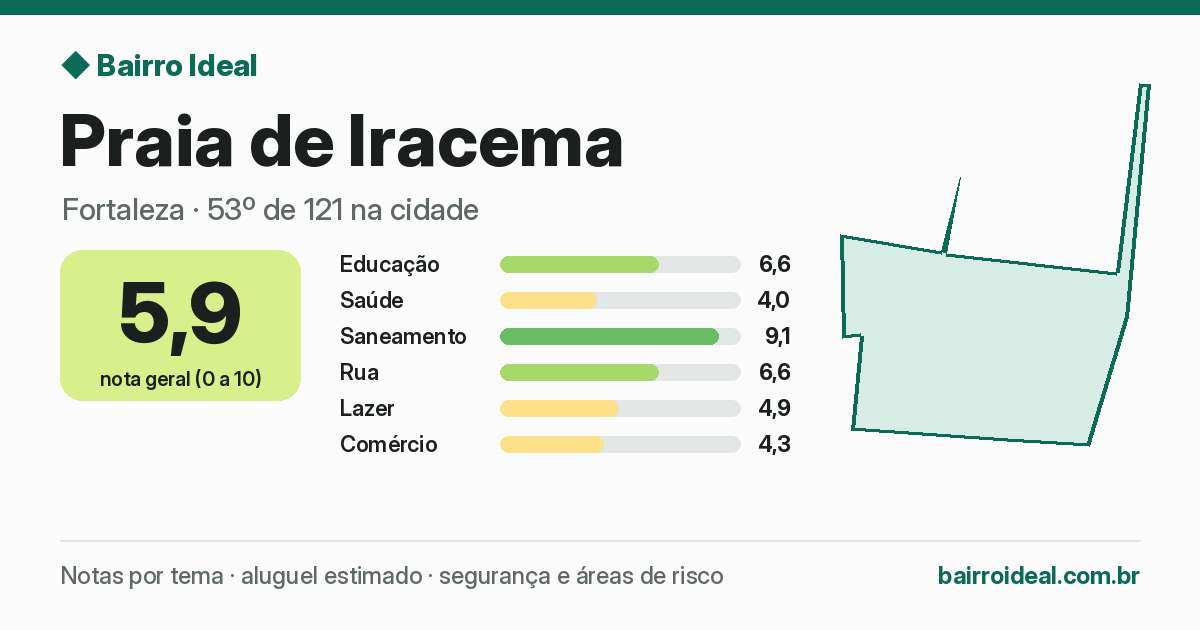 Bairro Ideal
Praia de Iracema
Fortaleza · 53º de 121 na cidade
5,9
nota geral (0 a 10)
Educação 6,6
Saúde 4,0
Saneamento 9,1
Rua 6,6
Lazer 4,9
Comércio 4,3
Notas por tema · aluguel estimado · segurança e áreas de risco
bairroideal.com.br